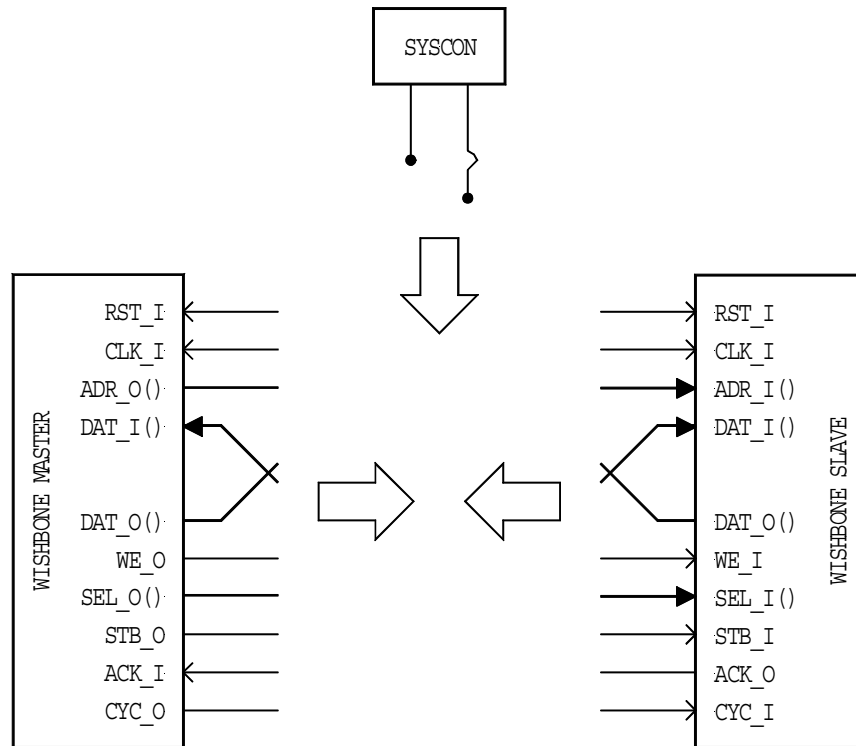 SYSCON
WISHBONE MASTER
RST_I
CLK_I
ADR_O()
DAT_I()
DAT_O()
WE_O
SEL_O()
STB_O
ACK_I
CYC_O
RST_I
CLK_I
ADR_I()
DAT_I()
DAT_O()
WE_I
SEL_I()
STB_I
ACK_O
CYC_I
WISHBONE SLAVE